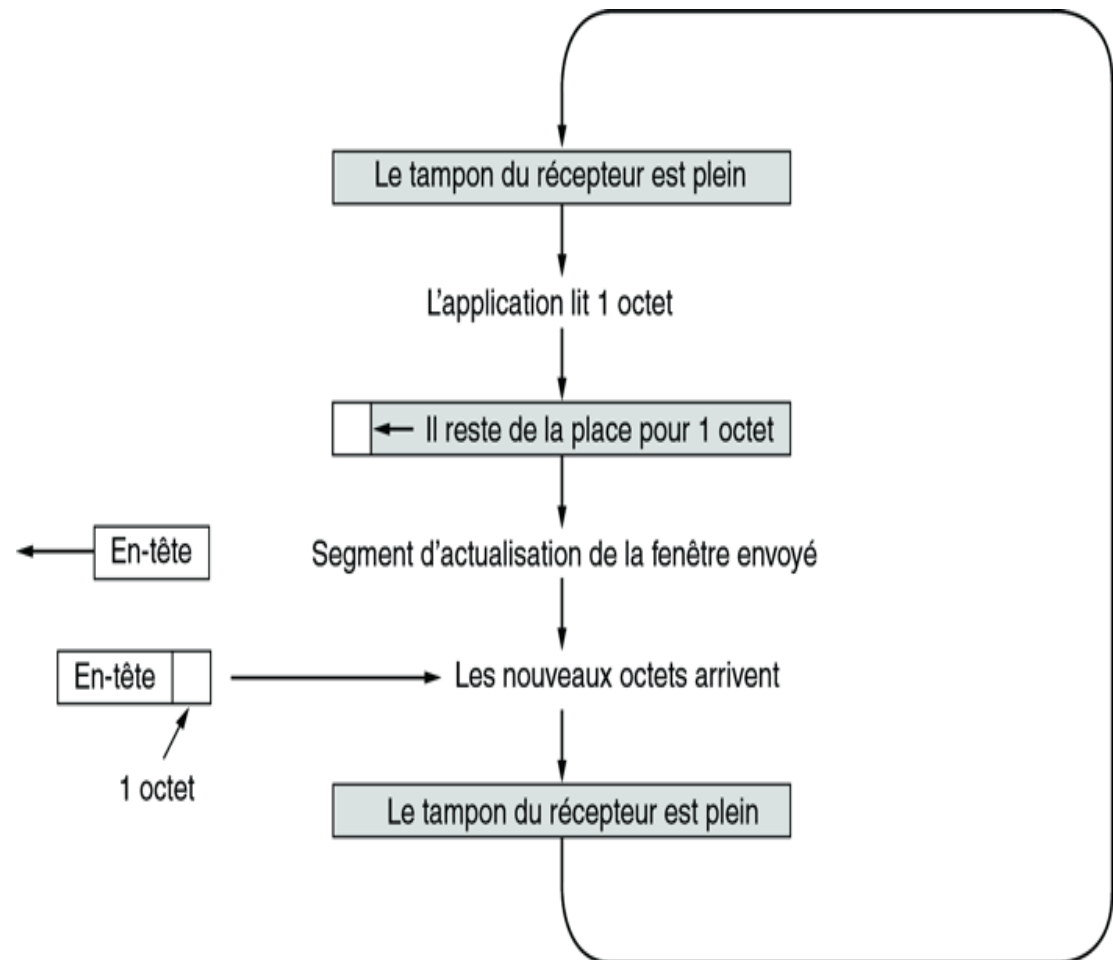 Le tampon du récepteur est plein
L'application lit 1 octet
Il reste de la place pour 1 octet
En-tête
Segment d'actualisation de la fenêtre envoyé
En-tête
Les nouveaux octets arrivent
1 octet
Le tampon du récepteur est plein